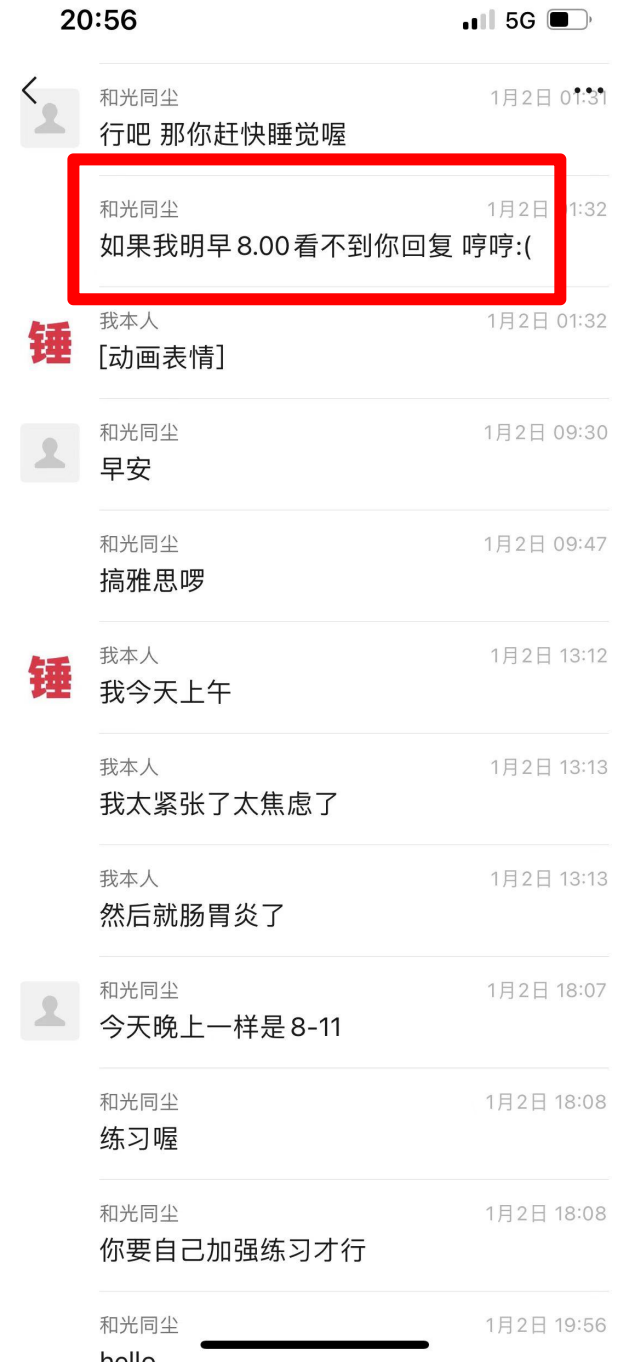 20:56
5G
和光同尘
1月2日 01:31
行吧 那你赶快睡觉喔
和光同尘
1月2日 01:32
如果我明早8.00看不到你回复 哼哼:(
锤
我本人
1月2日 01:32
[动画表情]
和光同尘
1月2日 09:30
早安
和光同尘
1月2日 09:47
搞雅思啰
锤
我本人
1月2日 13:12
我今天上午
我本人
1月2日 13:13
我太紧张了太焦虑了
我本人
1月2日 13:13
然后就肠胃炎了
和光同尘
1月2日 18:07
今天晚上一样是8-11
和光同尘
1月2日 18:08
练习喔
和光同尘
1月2日 18:08
你要自己加强练习才行
和光同尘
1月2日 19:56
hello